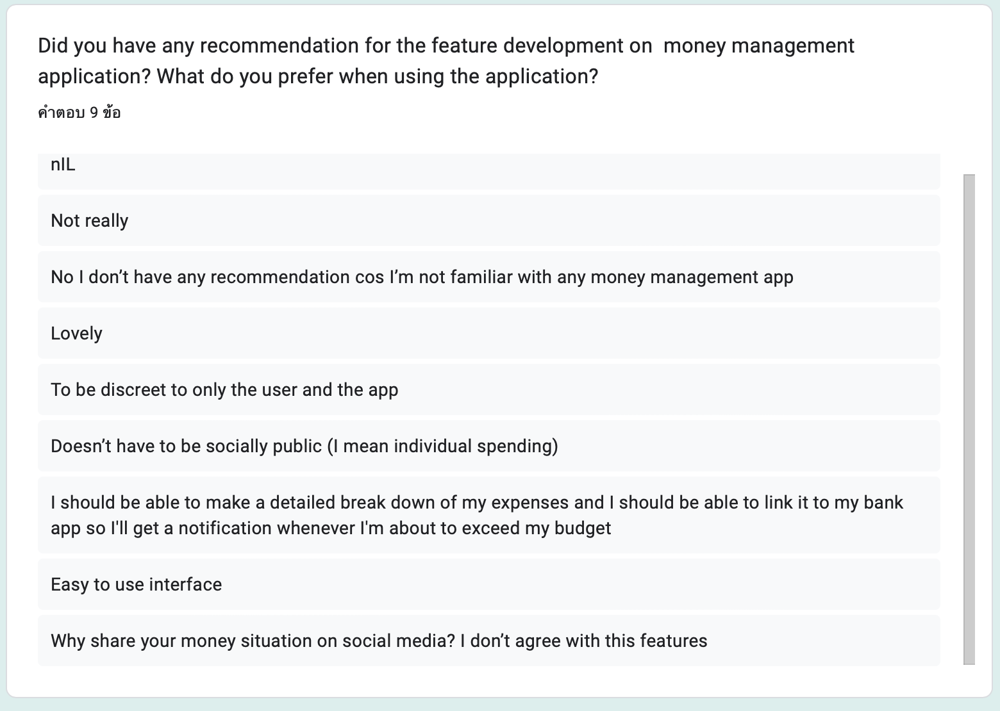 Did you have any recommendation for the feature development on  money management
application? What do you prefer when using the application?
คำตอบ 9 ข้อ
nIL
Not really
No I don’t have any recommendation cos I’m not familiar with any money management app
Lovely
To be discreet to only the user and the app
Doesn’t have to be socially public (I mean individual spending)
I should be able to make a detailed break down of my expenses and I should be able to link it to my bank
app so I'll get a notification whenever I'm about to exceed my budget
Easy to use interface
Why share your money situation on social media? I don’t agree with this features